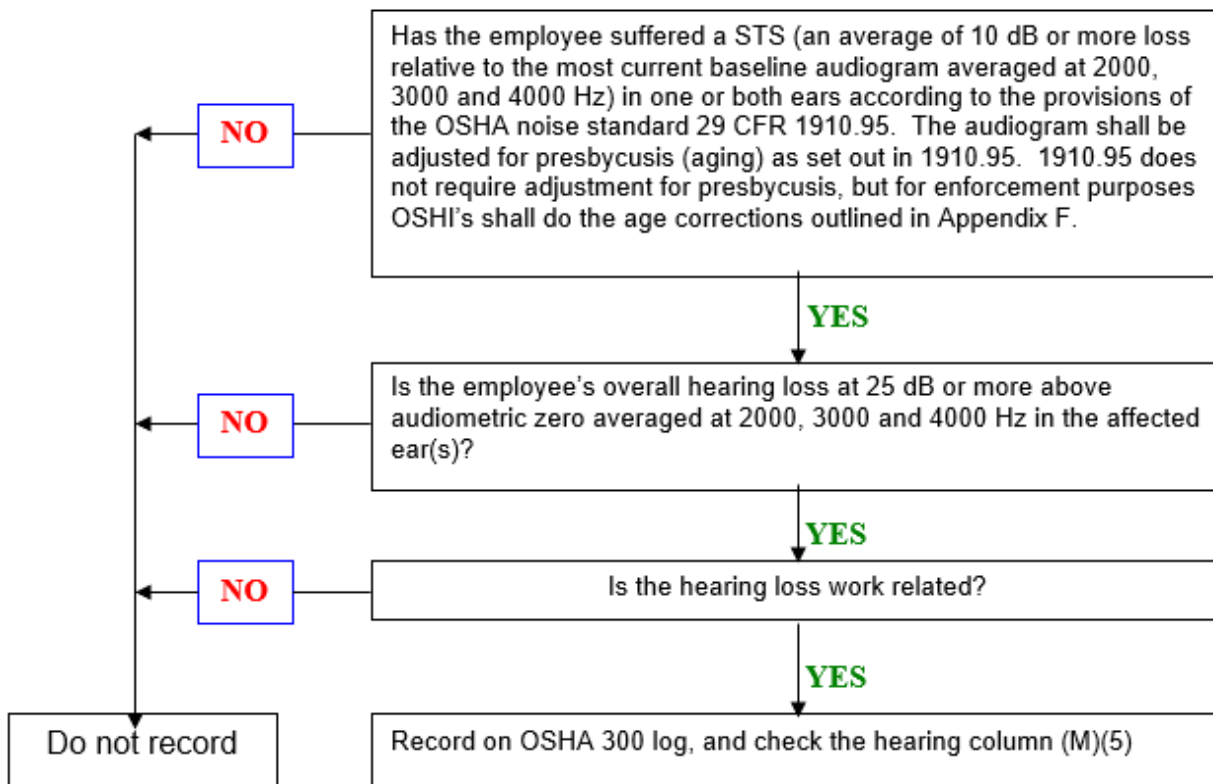 Has the employee suffered a STS (an average of 10 dB or more loss
relative to the most current baseline audiogram averaged at 2000,
3000 and 4000 Hz) in one or both ears according to the provisions of
the OSHA noise standard 29 CFR 1910.95.  The audiogram shall be
adjusted for presbycusis (aging) as set out in 1910.95.  1910.95 does
not require adjustment for presbycusis, but for enforcement purposes
OSHI's shall do the age corrections outlined in Appendix F.
NO
YES
Is the employee's overall hearing loss at 25 dB or more above
audiometric zero averaged at 2000, 3000 and 4000 Hz in the affected
ear(s)?
NO
YES
Is the hearing loss work related?
NO
YES
Do not record
Record on OSHA 300 log, and check the hearing column (M)(5)